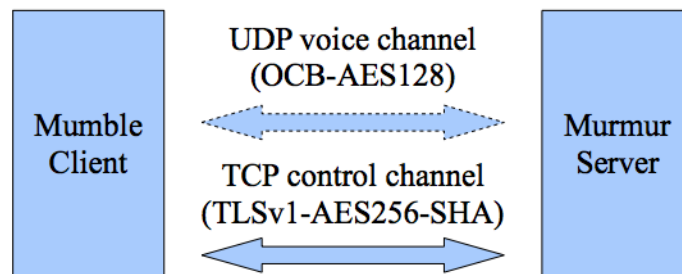 UDP voice channel
(OCB-AES128)
Mumble
Client
Murmur
Server
TCP control channel
(TLSv1-AES256-SHA)